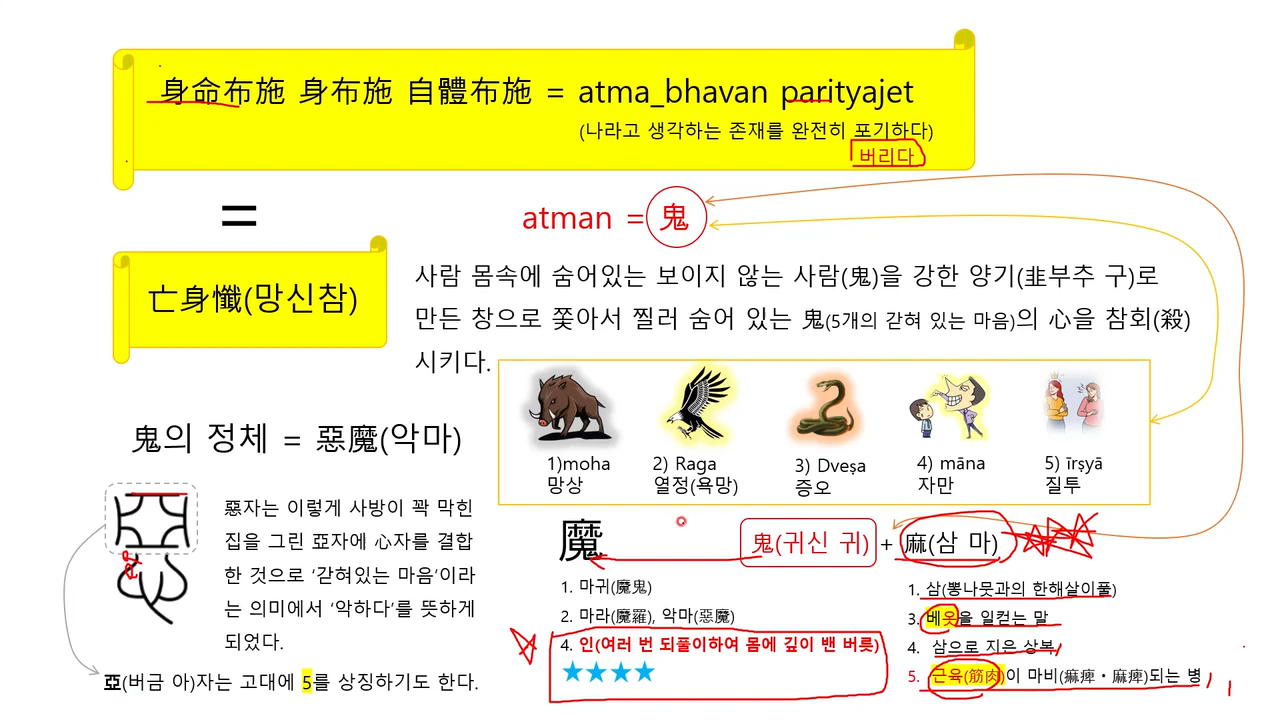 身命布施 身布施 自體布施 = atma_bhavan parityajet
(나라고 생각하는 존재를 완전히 포기하다)
버리다
=
atman = 鬼
亡身懺(망신참)
사람 몸속에 숨어있는 보이지 않는 사람(鬼)을 강한 양기(韭부추 구)로
만든 창으로 쫓아서 찔러 숨어 있는 鬼(5개의 갇혀 있는 마음)의 心을 참회(殺)
시키다.
1)moha
망상
2) Raga
열정(욕망)
3) Dveṣa
증오
4) māna
자만
5) īrṣyā
질투
鬼의 정체 = 惡魔(악마)
惡자는 이렇게 사방이 꽉 막힌
집을 그린 亞자에 心자를 결합
한 것으로 ‘갇혀있는 마음’이라
는 의미에서 ‘악하다’를 뜻하게
되었다.
亞(버금 아)자는 고대에 5를 상징하기도 한다.
魔
鬼(귀신 귀) + 麻(삼 마)
1. 마귀(魔鬼)
2. 마라(魔羅), 악마(惡魔)
4. 인(여러 번 되풀이하여 몸에 깊이 밴 버릇)
★★★★
1. 삼(뽕나뭇과의 한해살이풀)
3. 베옷을 일컫는 말
4. 삼으로 지은 상복
5. 근육(筋肉)이 마비(痲痺・麻痺)되는 병